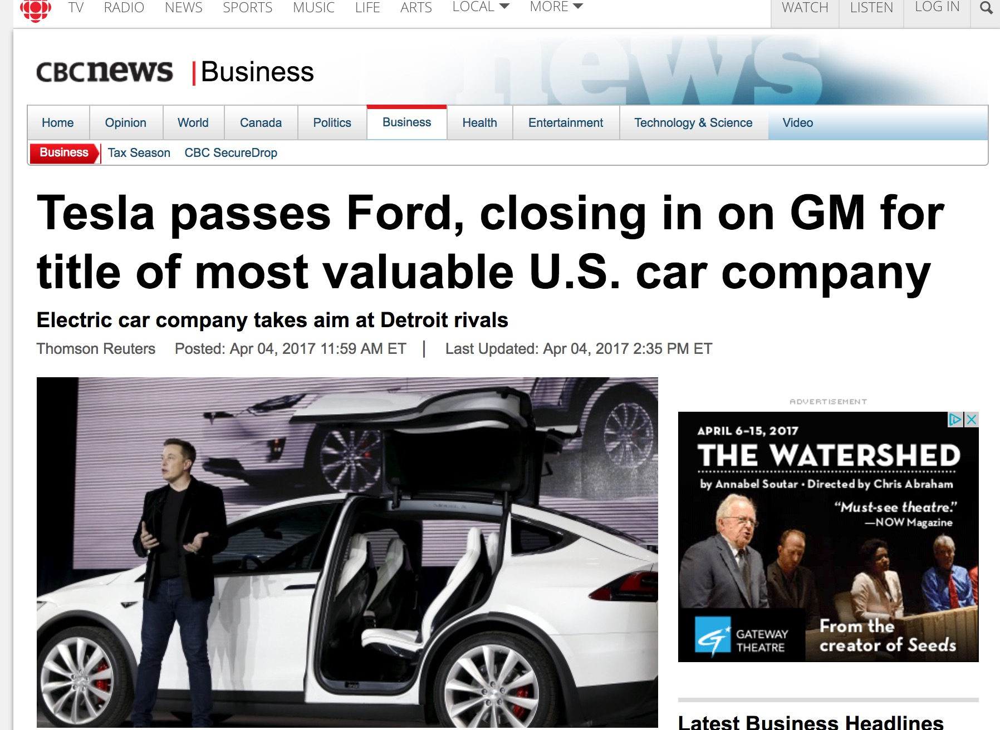 TV RADIO NEWS SPORTS MUSIC LIFE ARTS LOCAL MORE WATCH LISTEN LOG IN
news
CBCnews | Business
Home Opinion World Canada Politics Business Health Entertainment Technology & Science Video
Business Tax Season CBC SecureDrop
Tesla passes Ford, closing in on GM for
title of most valuable U.S. car company
Electric car company takes aim at Detroit rivals
Thomson Reuters Posted: Apr 04, 2017 11:59 AM ET | Last Updated: Apr 04, 2017 2:35 PM ET
MODEL X
ADVERTISEMENT
APRIL 6–15, 2017
THE WATERSHED
by Annabel Soutar • Directed by Chris Abraham
“Must-see theatre.”
—NOW Magazine
From the
creator of Seeds
GATEWAY
THEATRE
Latest Business Headlines